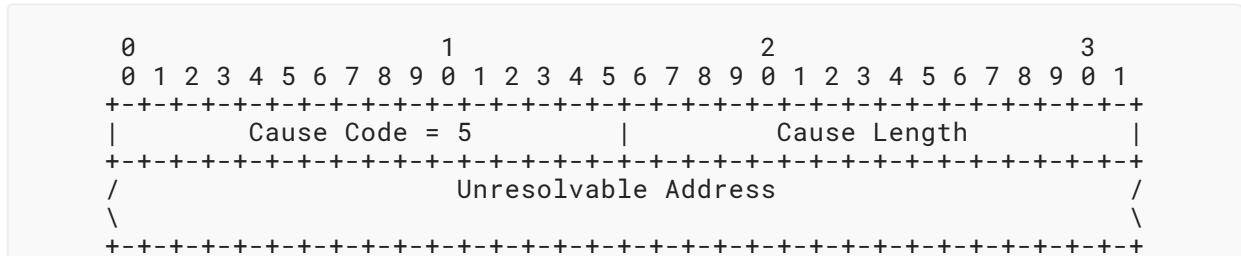 0                   1                   2                   3
 0 1 2 3 4 5 6 7 8 9 0 1 2 3 4 5 6 7 8 9 0 1 2 3 4 5 6 7 8 9 0 1
+-+-+-+-+-+-+-+-+-+-+-+-+-+-+-+-+-+-+-+-+-+-+-+-+-+-+-+-+-+-+-+-+
|        Cause Code = 5         |         Cause Length          |
+-+-+-+-+-+-+-+-+-+-+-+-+-+-+-+-+-+-+-+-+-+-+-+-+-+-+-+-+-+-+-+-+
/                     Unresolvable Address                      /
\                                                               \
+-+-+-+-+-+-+-+-+-+-+-+-+-+-+-+-+-+-+-+-+-+-+-+-+-+-+-+-+-+-+-+-+